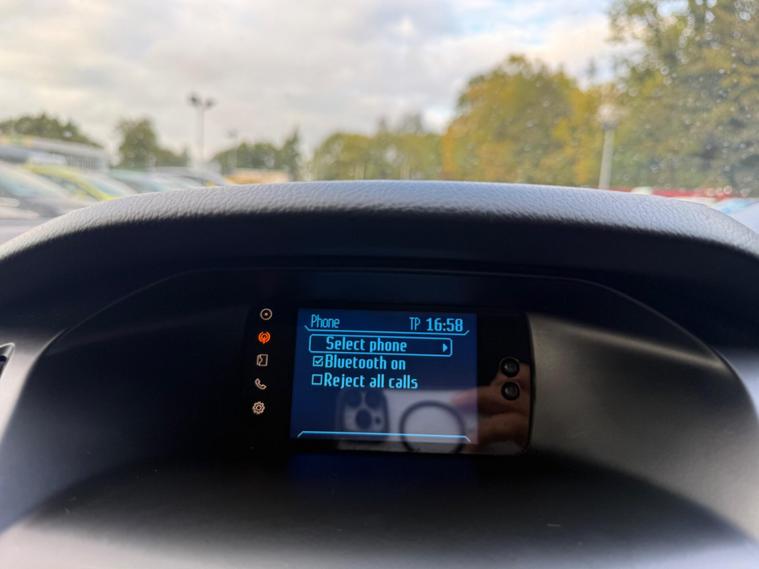 Phone TP 16:58
Select phone
Bluetooth on
Reject all calls